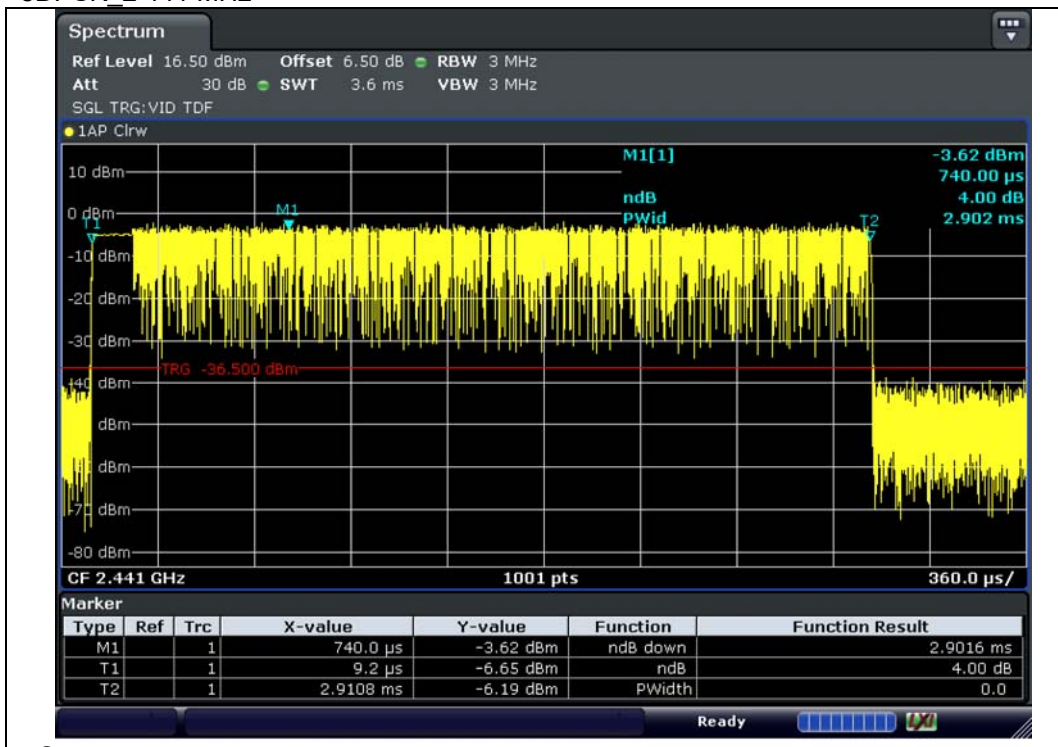 Spectrum
Ref Level 16.50 dBm Offset 6.50 dB RBW 3 MHz
Att 30 dB SWT 3.6 ms VBW 3 MHz
SGL TRG:VID TDF
1AP Clrw
M1[1] -3.62 dBm
740.00 µs
ndB 4.00 dB
PWid 2.902 ms
10 dBm
0 dBm
T1
M1
T2
-10 dBm
-20 dBm
-30 dBm
TRG -36.500 dBm
-40 dBm
dBm
dBm
dBm
-80 dBm
CF 2.441 GHz 1001 pts 360.0 µs/
Marker
Type Ref Trc X-value Y-value Function Function Result
M1 1 740.0 µs -3.62 dBm ndB down 2.9016 ms
T1 1 9.2 µs -6.65 dBm ndB 4.00 dB
T2 1 2.9108 ms -6.19 dBm PWidth 0.0
Ready LXI